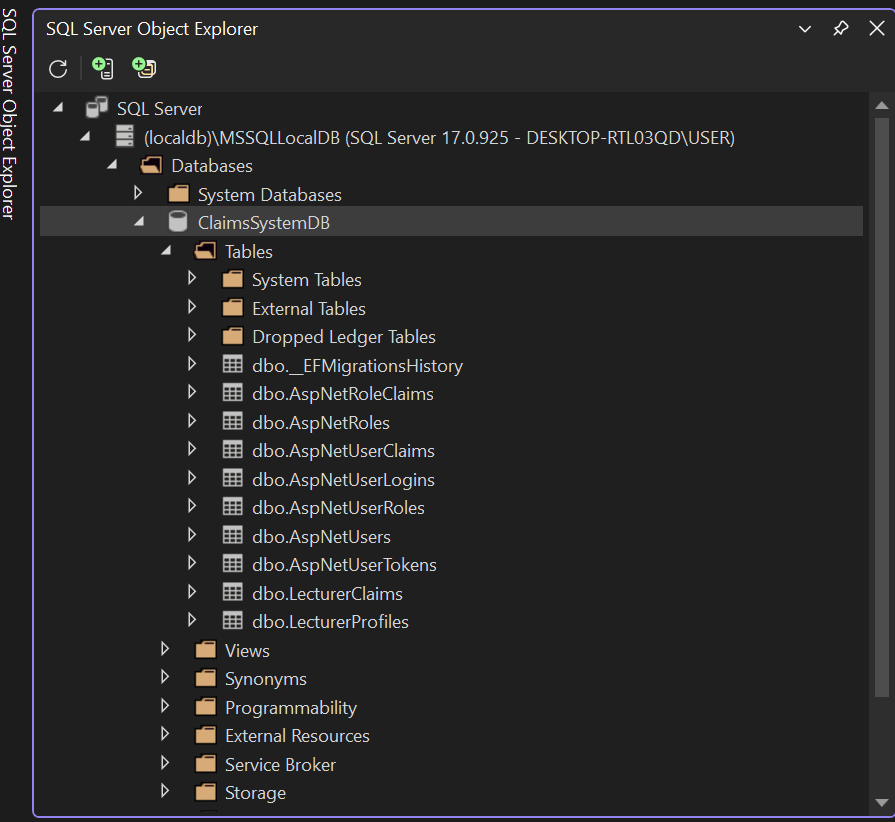 SQL Server Object Explorer
SQL Server Object Explorer
SQL Server
(localdb)\MSSQLLocalDB (SQL Server 17.0.925 - DESKTOP-RTL03QD\USER)
Databases
System Databases
ClaimsSystemDB
Tables
System Tables
External Tables
Dropped Ledger Tables
dbo.__EFMigrationsHistory
dbo.AspNetRoleClaims
dbo.AspNetRoles
dbo.AspNetUserClaims
dbo.AspNetUserLogins
dbo.AspNetUserRoles
dbo.AspNetUsers
dbo.AspNetUserTokens
dbo.LecturerClaims
dbo.LecturerProfiles
Views
Synonyms
Programmability
External Resources
Service Broker
Storage